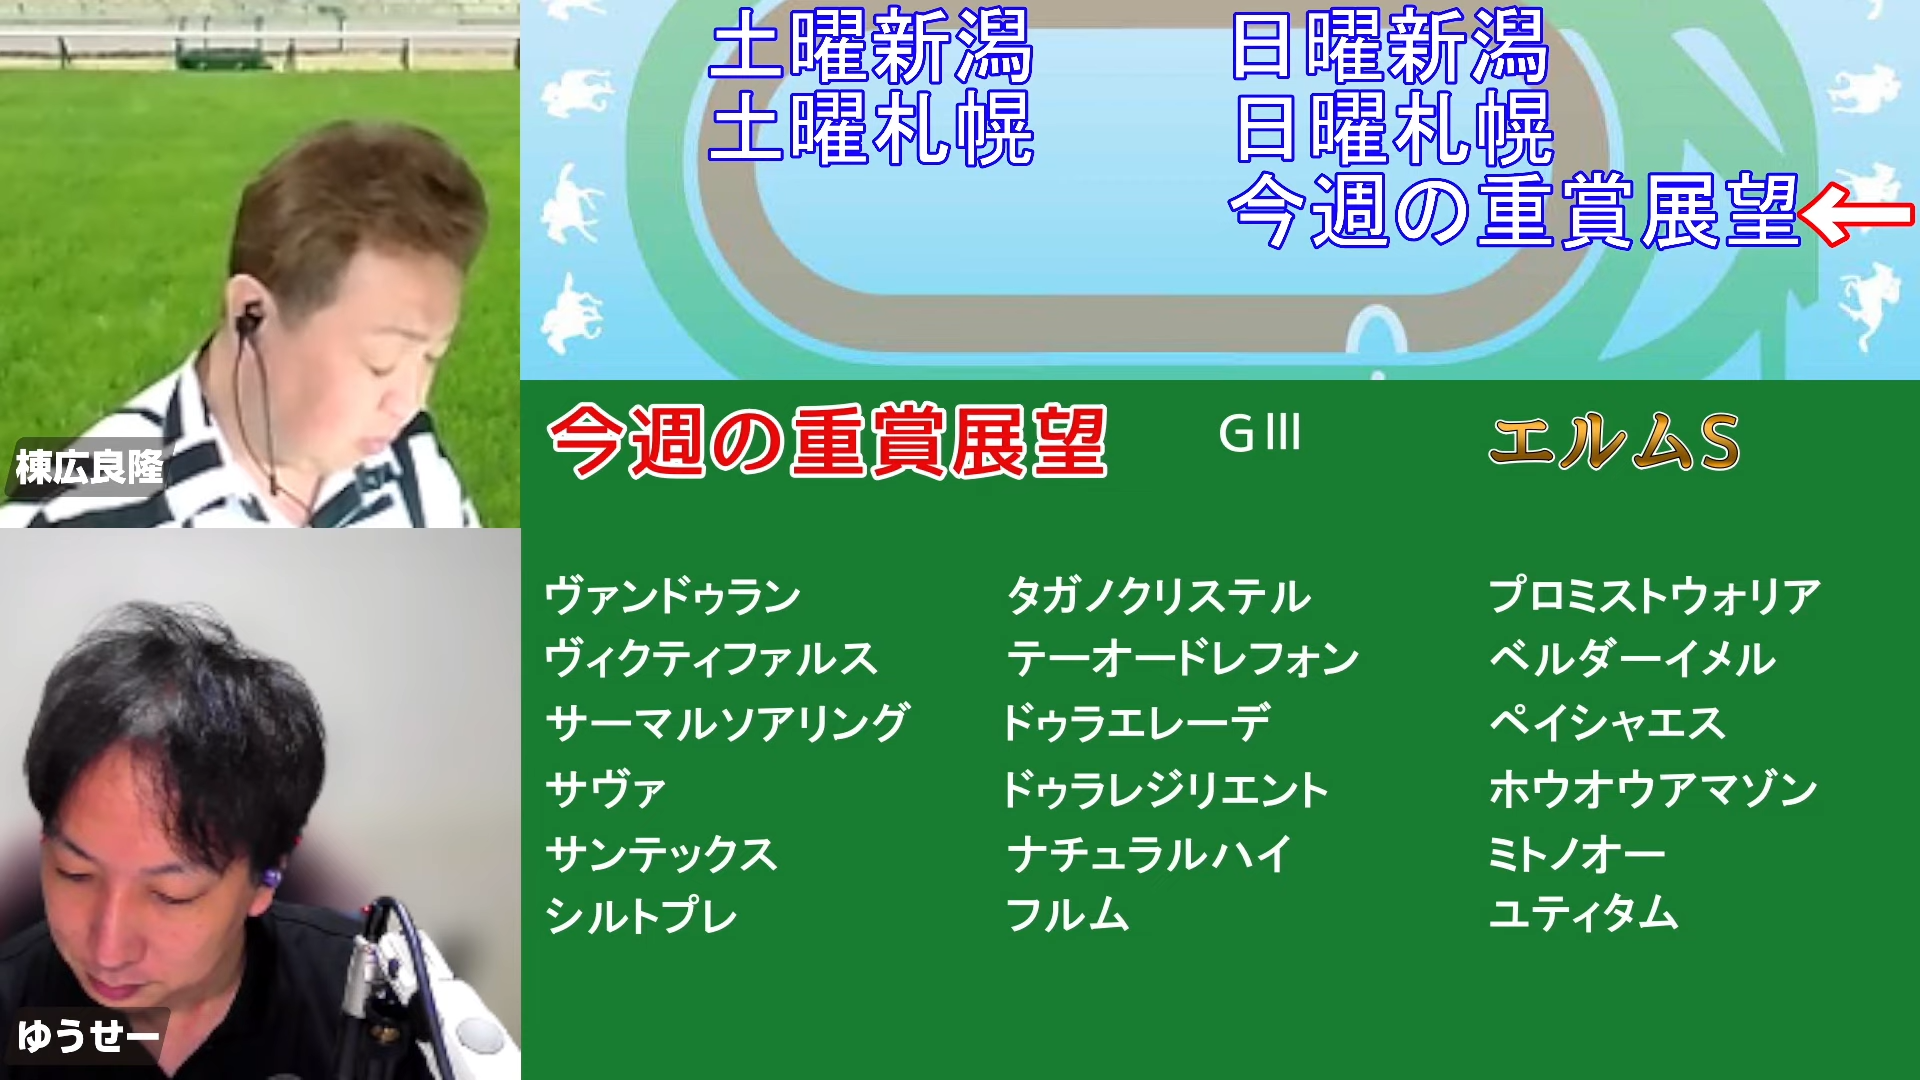 土曜新潟
日曜新潟
土曜札幌
日曜札幌
今週の重賞展望
今週の重賞展望
GⅢ
エルムS
ヴァンドゥラン
タガノクリステル
プロミストウォリア
ヴィクティファルス
テーオードレフォン
ベルダーイメル
サーマルソアリング
ドゥラエレーデ
ペイシャエス
サヴァ
ドゥラレジリエント
ホウオウアマゾン
サンテックス
ナチュラルハイ
ミトノオー
シルトプレ
フルム
ユティタム
棟広良隆
ゆうせー